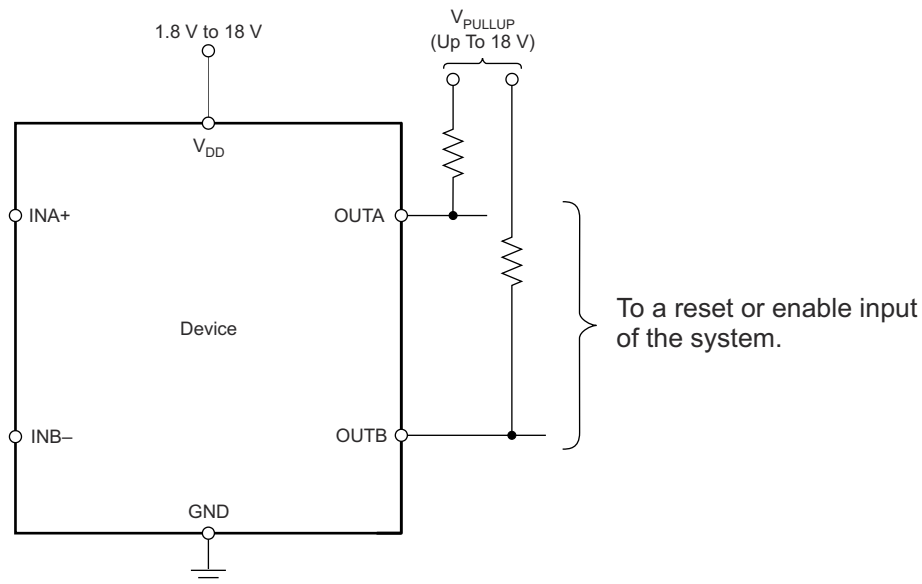 1.8 V to 18 V
VPULLUP
(Up To 18 V)
VDD
INA+
OUTA
Device
To a reset or enable input
of the system.
INB–
OUTB
GND